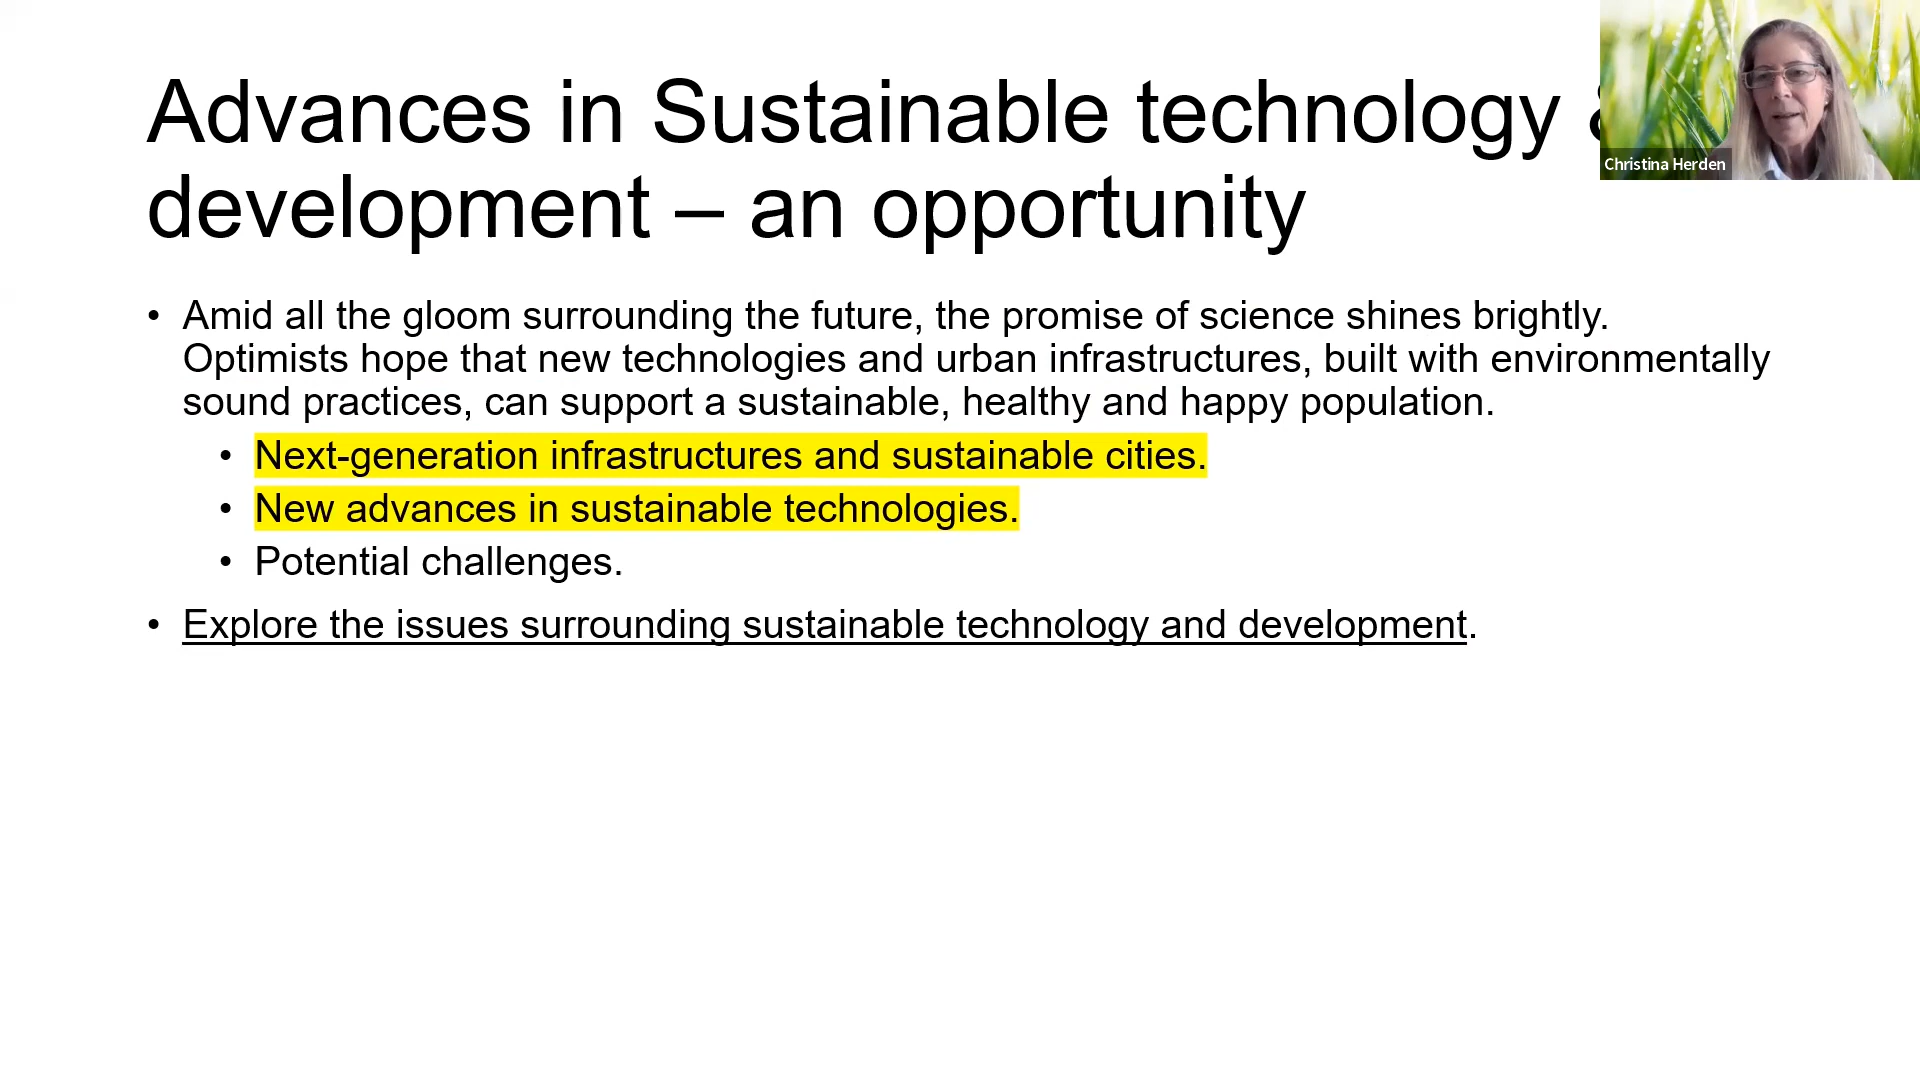 Advances in Sustainable technology &
development – an opportunity
Christina Herden
• Amid all the gloom surrounding the future, the promise of science shines brightly.
Optimists hope that new technologies and urban infrastructures, built with environmentally
sound practices, can support a sustainable, healthy and happy population.
• Next-generation infrastructures and sustainable cities.
• New advances in sustainable technologies.
• Potential challenges.
• Explore the issues surrounding sustainable technology and development.